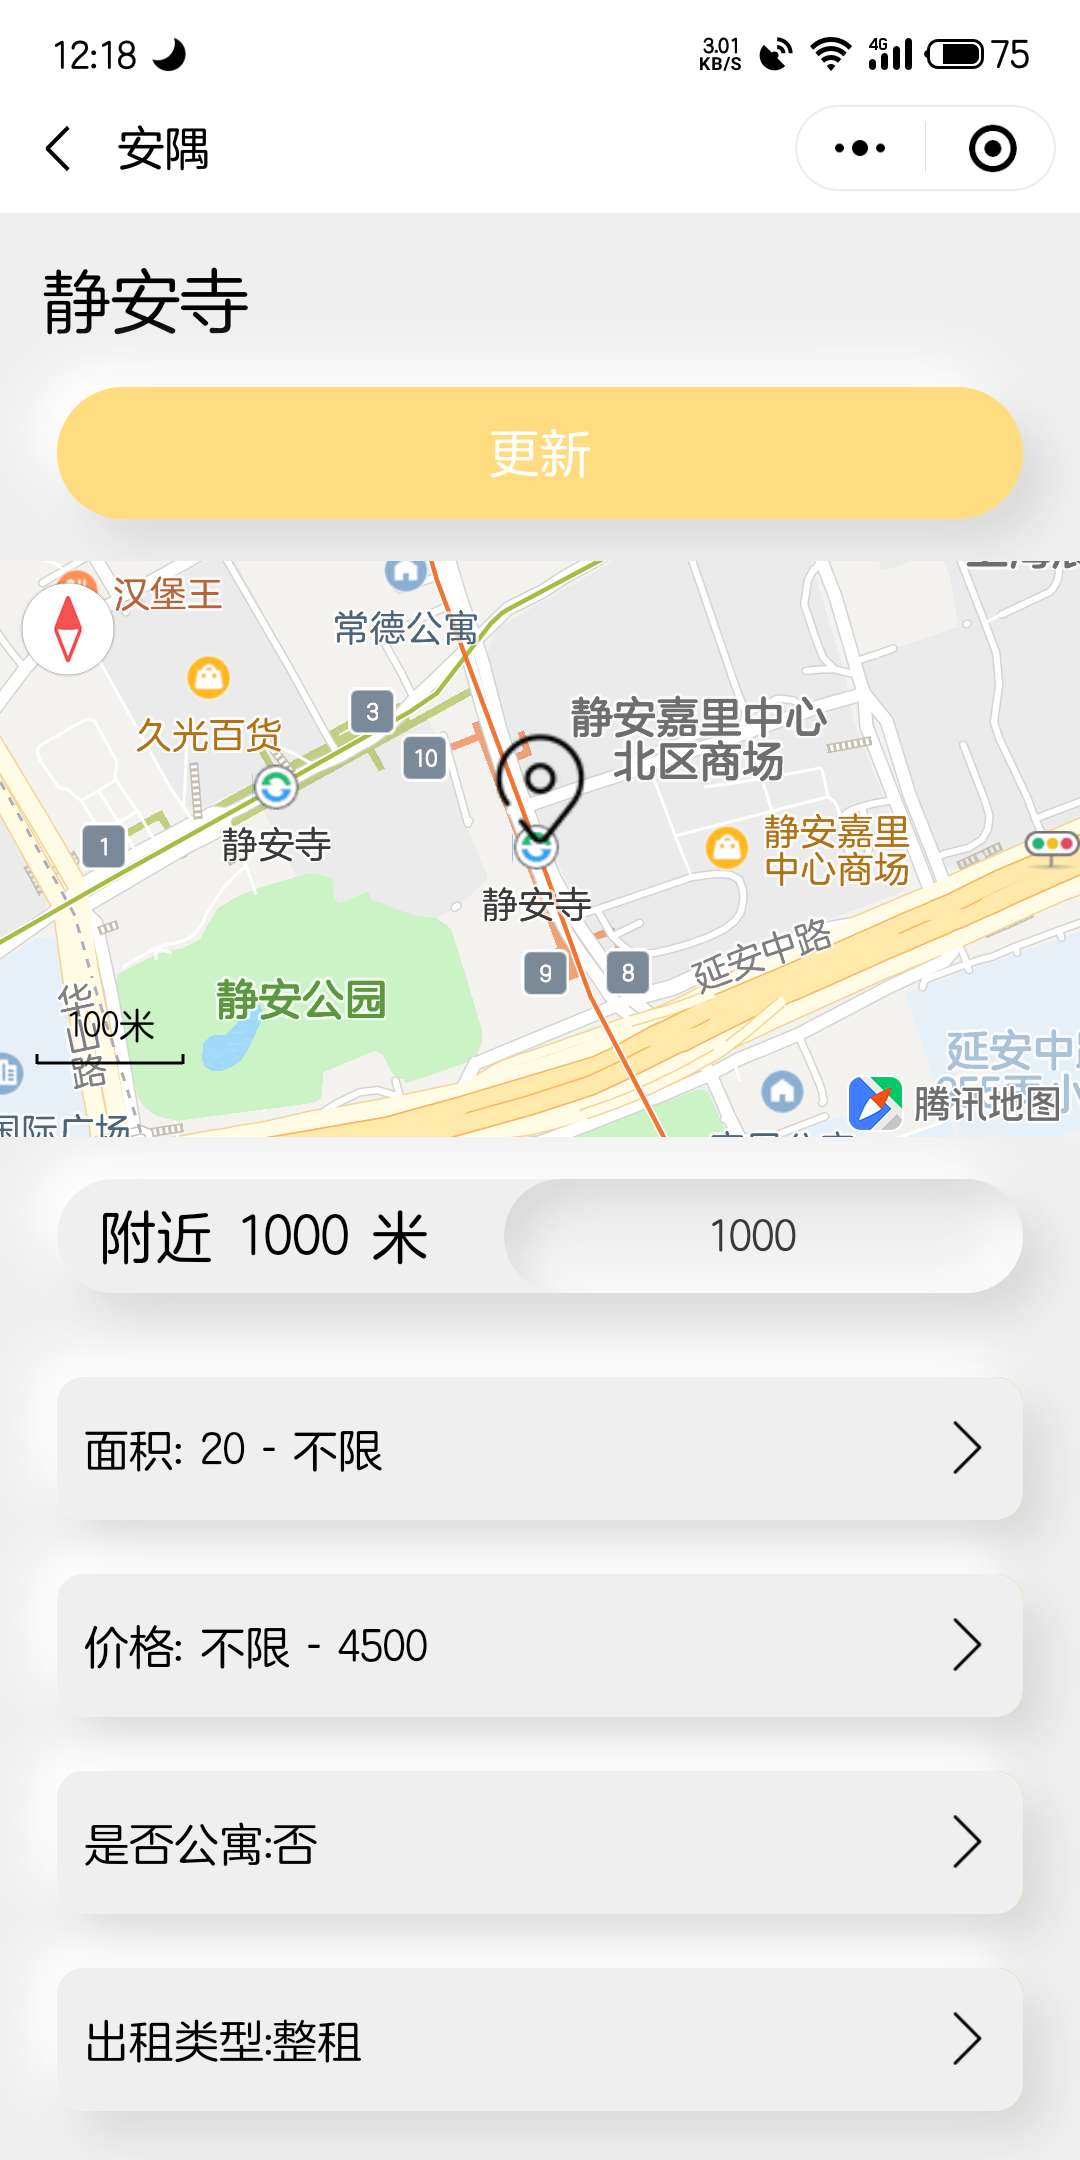 12:18
3.01
KB/S
4G
75
安隅
静安寺
更新
汉堡王
常德公寓
久光百货
3
10
静安嘉里中心
北区商场
1
静安寺
静安嘉里
中心商场
静安寺
9
8
延安中路
静安公园
华山路
100米
延安中
国际广场
腾讯地图
附近 1000 米
1000
面积: 20 - 不限
价格: 不限 - 4500
是否公寓:否
出租类型:整租